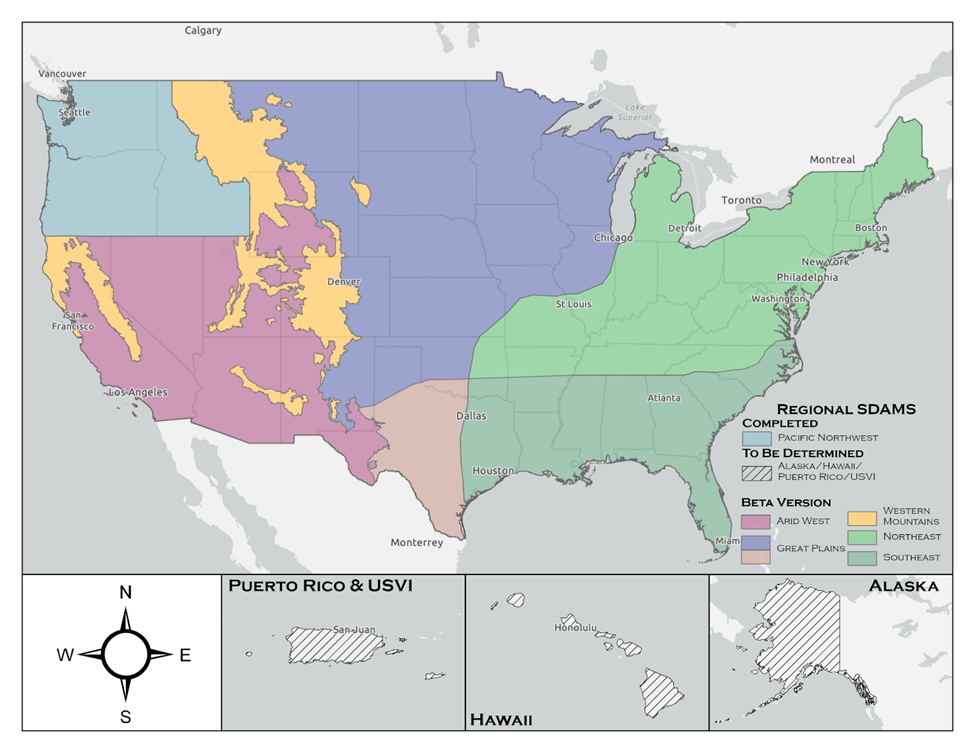 Calgary
Vancouver
Seattle
Lake
Superior
Montreal
Toronto
Boston
Detroit
Chicago
New York
Philadelphia
Denver
Washington
St Louis
San
Francisco
Los Angeles
Atlanta
Dallas
Houston
Monterrey
Miam
REGIONAL SDAMS
COMPLETED
PACIFIC NORTHWEST
TO BE DETERMINED
ALASKA/HAWAII/
PUERTO RICO/USVI
BETA VERSION
ARID WEST
GREAT PLAINS
WESTERN
MOUNTAINS
NORTHEAST
SOUTHEAST
N
W
E
S
PUERTO RICO & USVI
San Juan
Honolulu
HAWAII
ALASKA